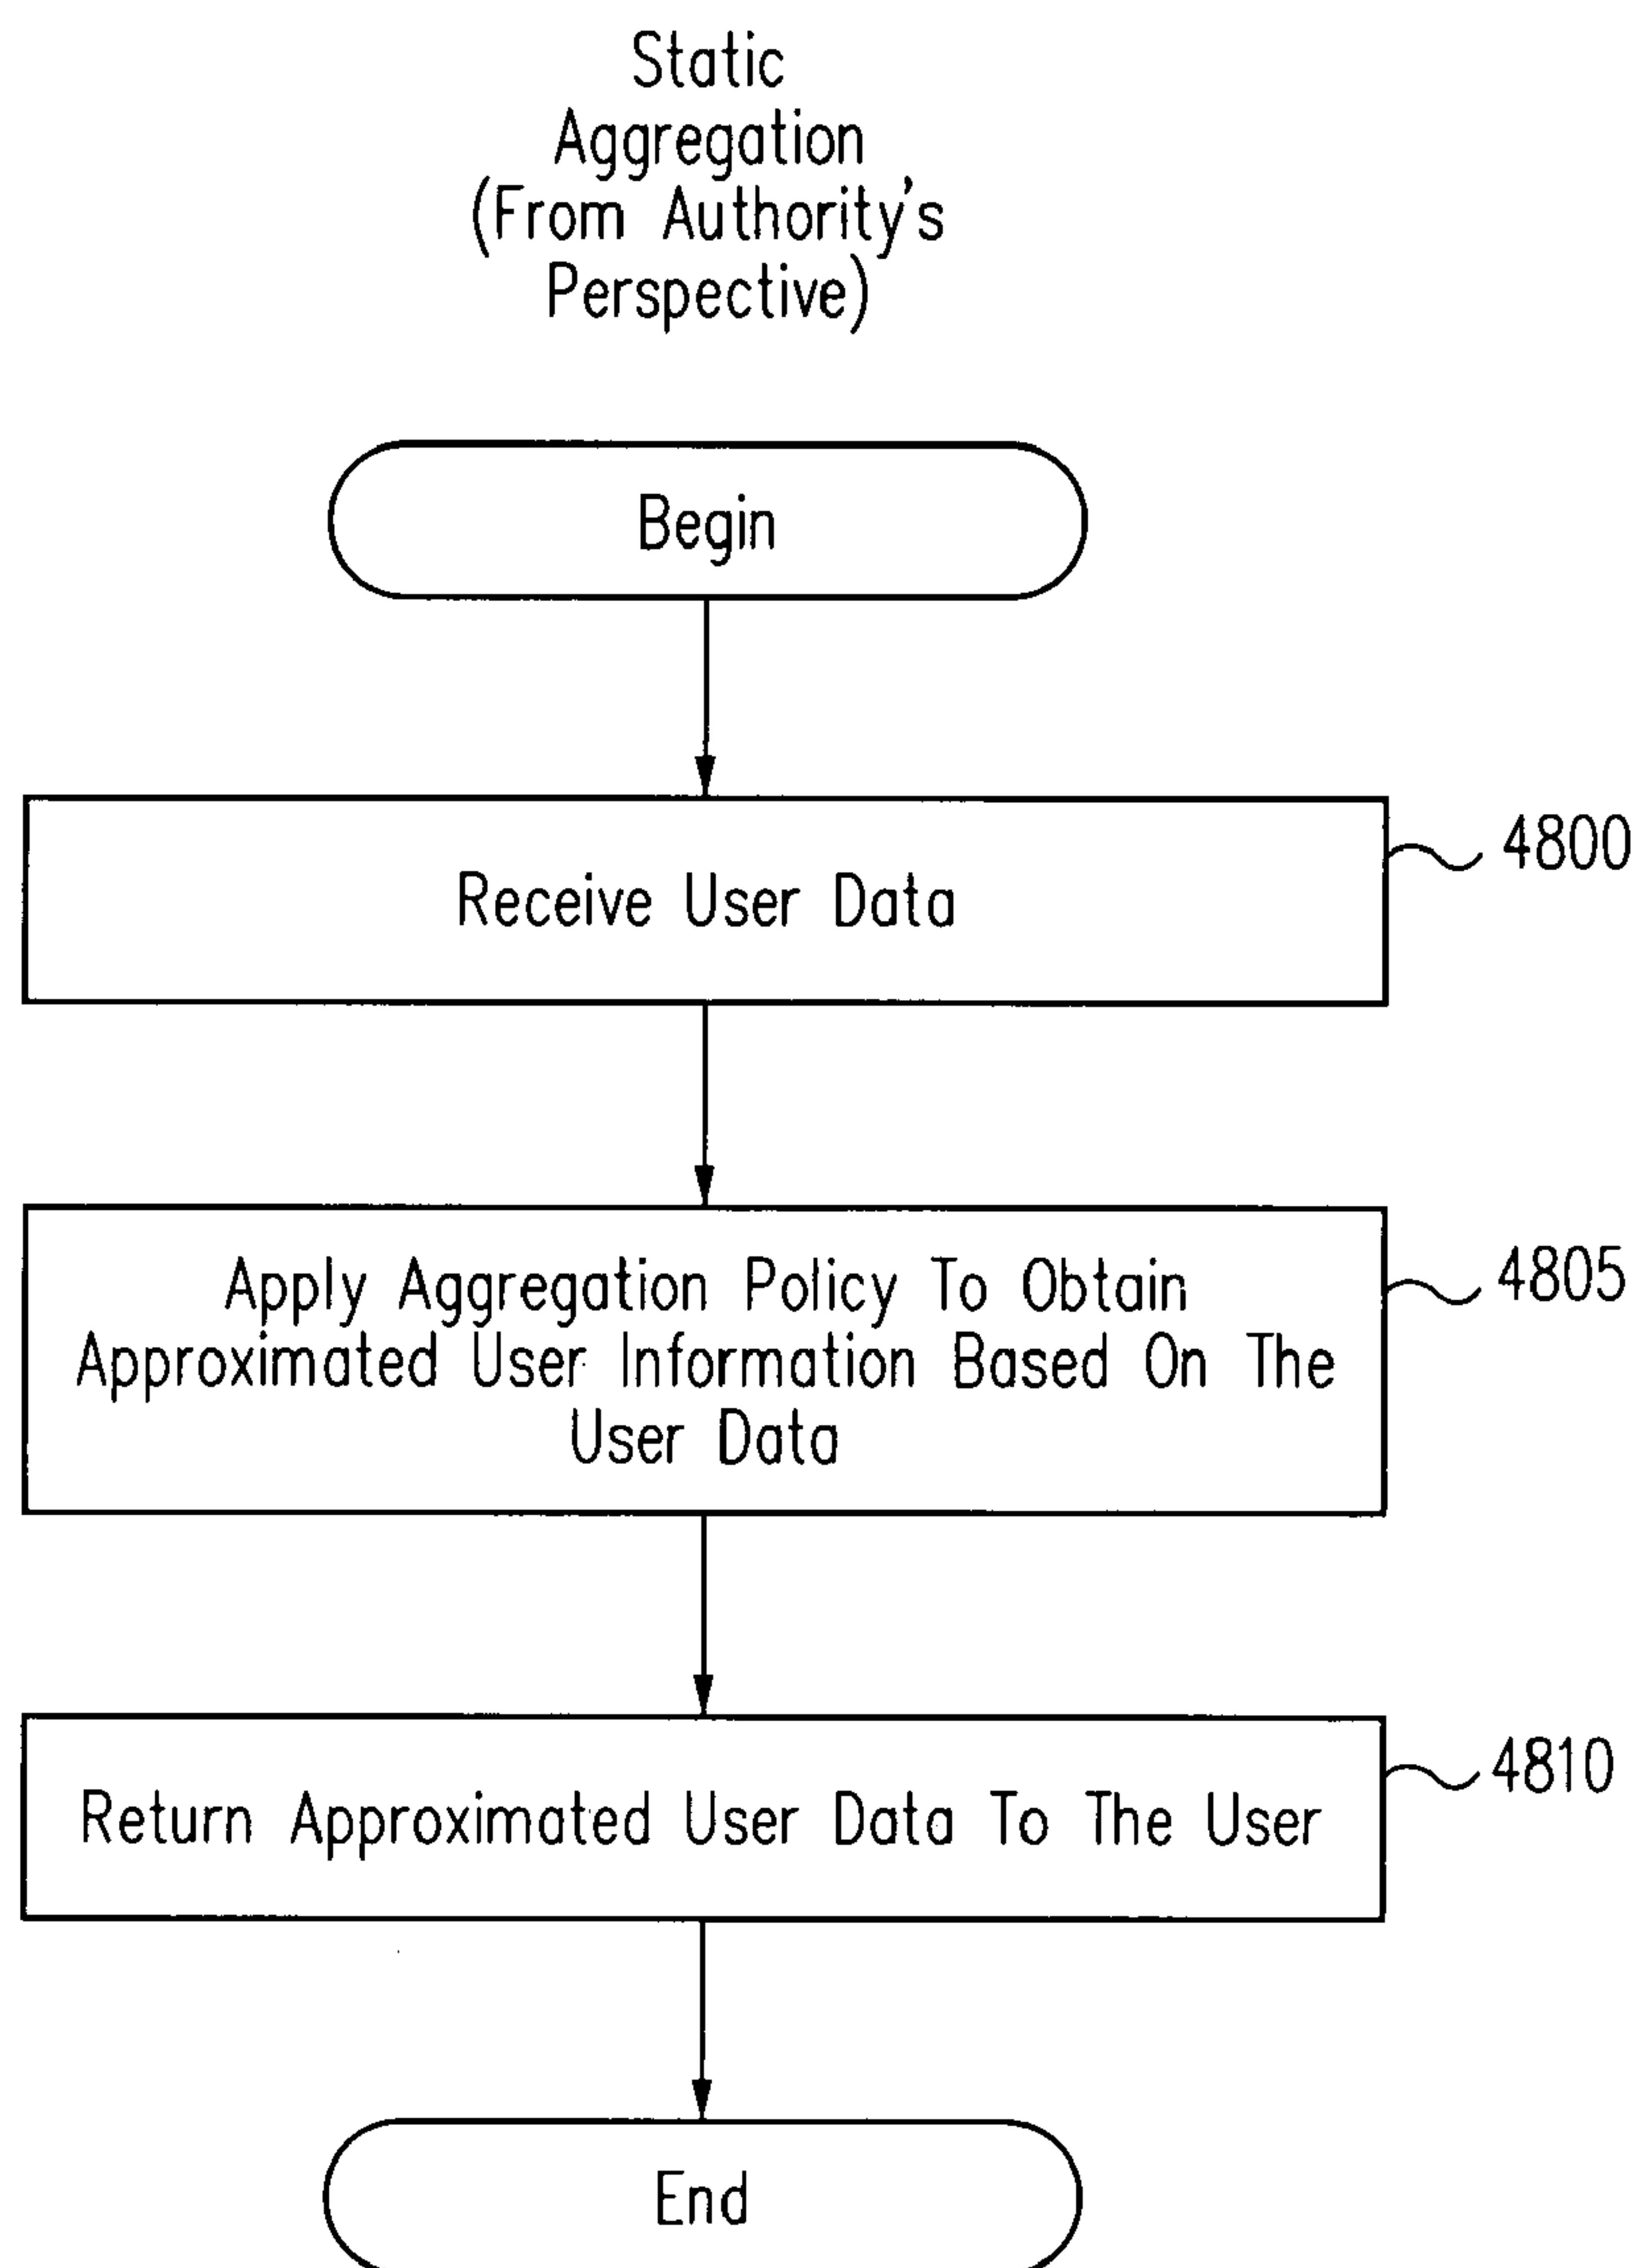 Static
Aggregation
(From Authority's
Perspective)
Begin
Receive User Data
4800
Apply Aggregation Policy To Obtain
Approximated User Information Based On The
User Data
4805
Return Approximated User Data To The User
4810
End